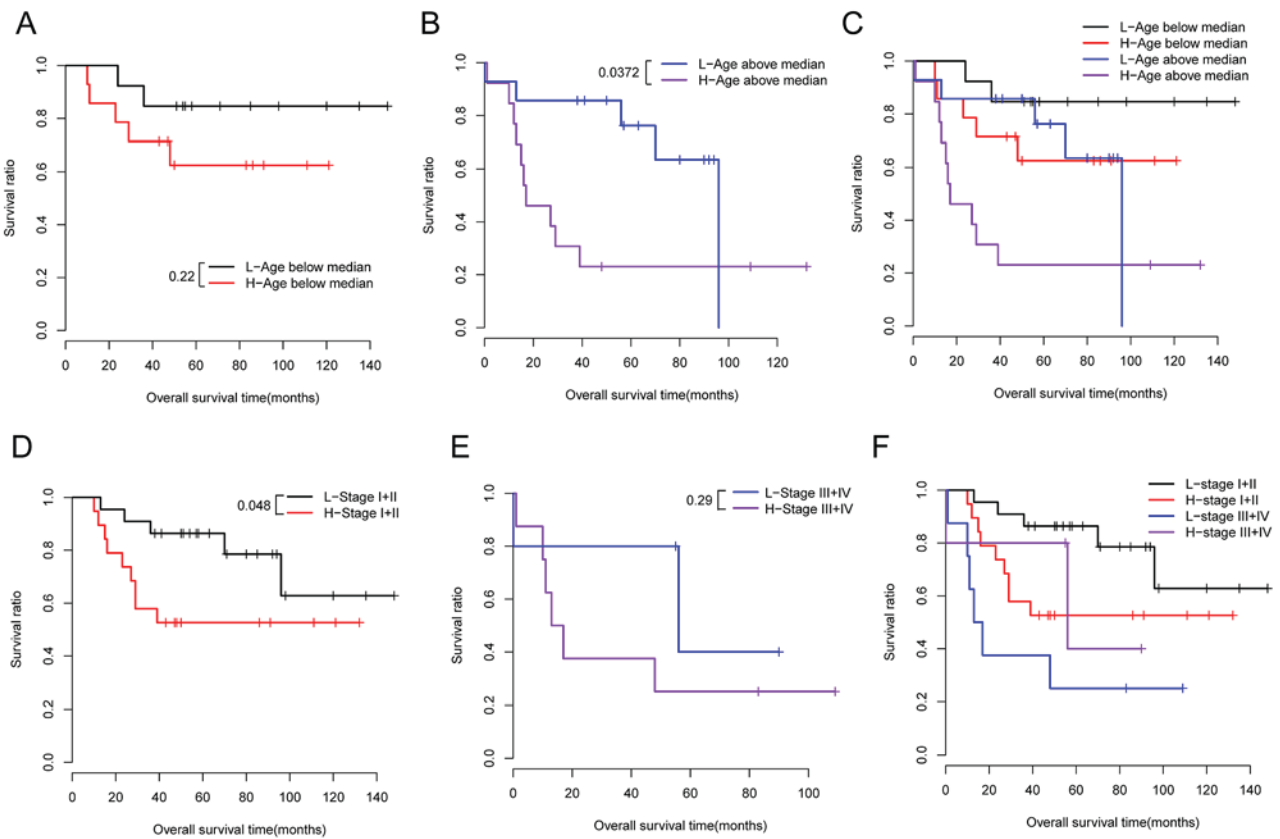 A
1.0
0.8
0.6
0.4
0.2
0.0
Survival ratio
0.22
L-Age below median
H-Age below median
0 20 40 60 80 100 120 140
Overall survival time(months)
B
1.0
0.8
0.6
0.4
0.2
0.0
Survival ratio
0.0372
L-Age above median
H-Age above median
0 20 40 60 80 100 120
Overall survival time(months)
C
L-Age below median
H-Age below median
L-Age above median
H-Age above median
1.0
0.8
0.6
0.4
0.2
0.0
Survival ratio
0 20 40 60 80 100 120 140
Overall survival time(months)
D
1.0
0.8
0.6
0.4
0.2
0.0
Survival ratio
0.048
L-Stage I+II
H-Stage I+II
0 20 40 60 80 100 120 140
Overall survival time(months)
E
1.0
0.8
0.6
0.4
0.2
0.0
Survival ratio
0.29
L-Stage III+IV
H-Stage III+IV
0 20 40 60 80 100
Overall survival time(months)
F
L-stage I+II
H-stage I+II
L-stage III+IV
H-stage III+IV
1.0
0.8
0.6
0.4
0.2
0.0
Survival ratio
0 20 40 60 80 100 120 140
Overall survival time(months)